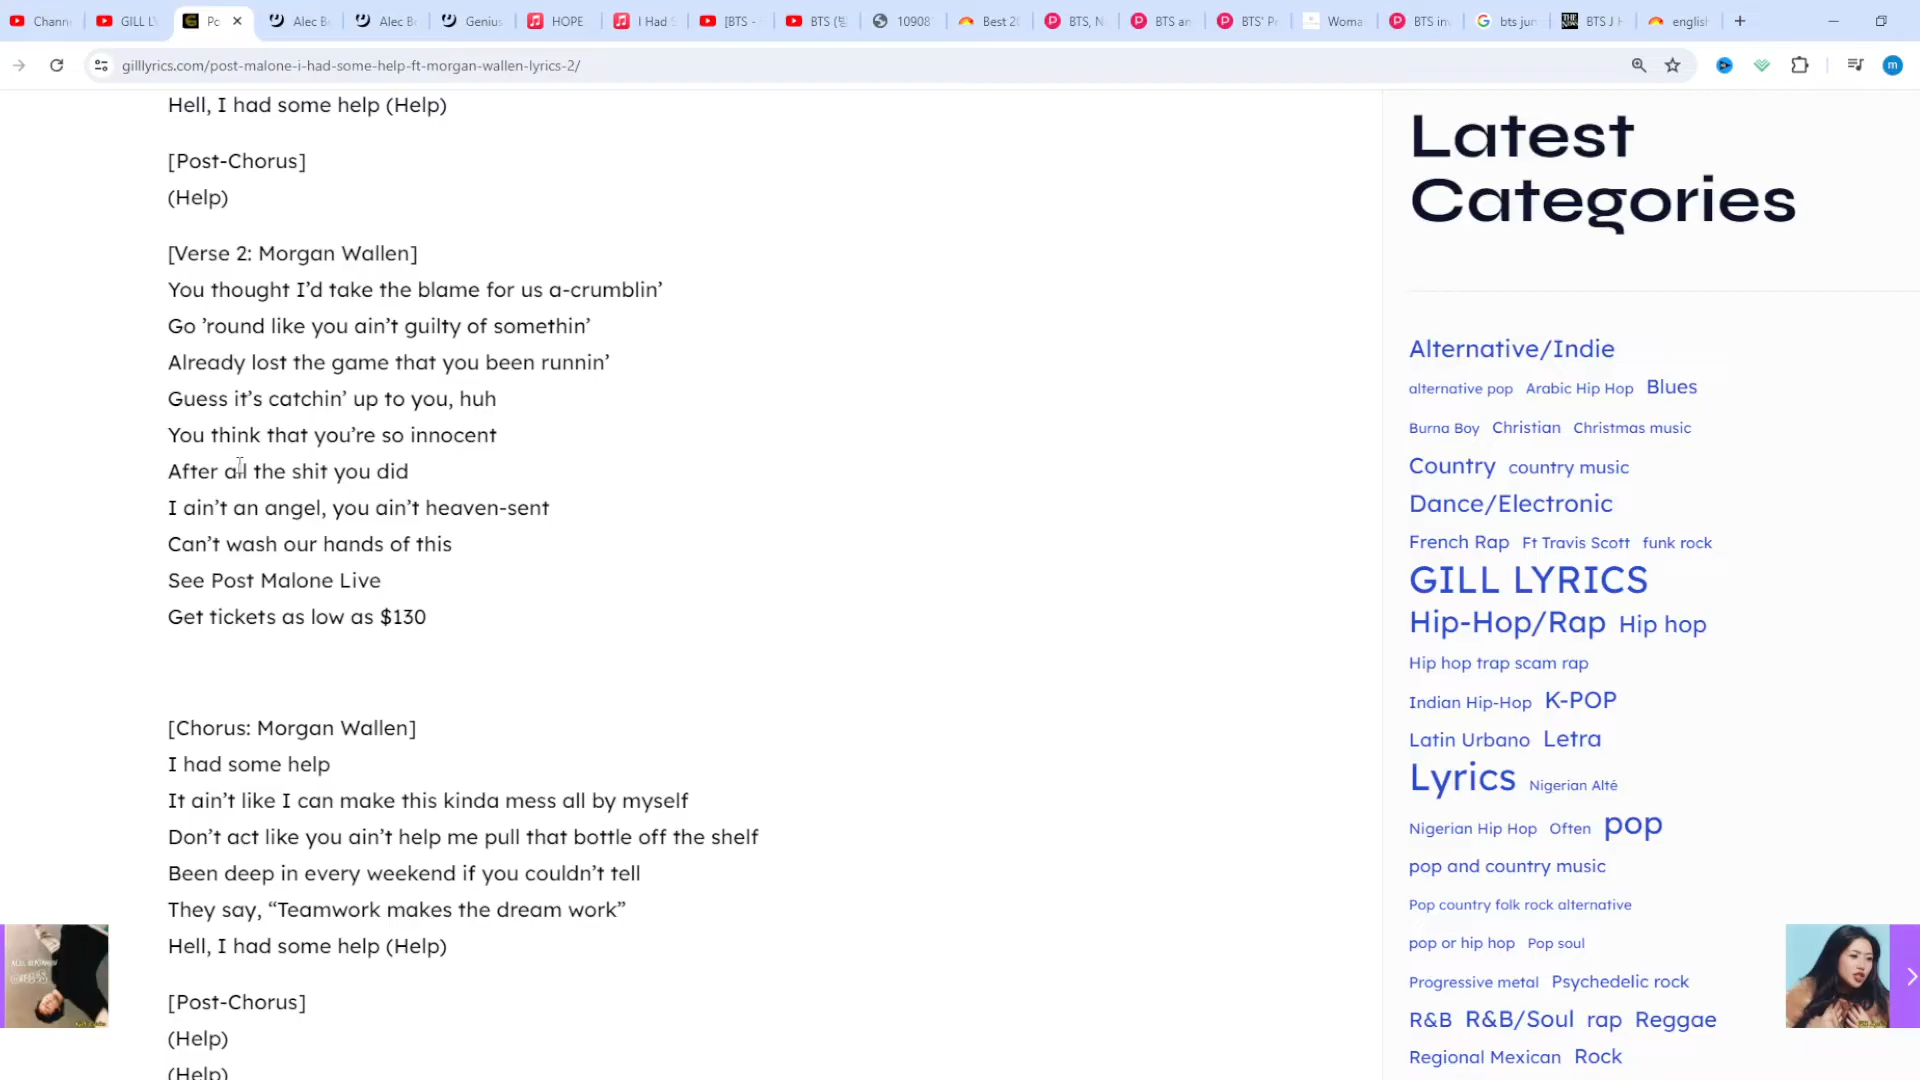 Chann
GILL LY
Po
Alec Be
Alec Be
Genius
HOPE
I Had S
[BTS -
BTS (방
10908
Best 20
BTS, N
BTS an
BTS' Pr
Woma
BTS inv
bts jun
BTS J H
english
gilllyrics.com/post-malone-i-had-some-help-ft-morgan-wallen-lyrics-2/
m
Hell, I had some help (Help)
[Post-Chorus]
(Help)
[Verse 2: Morgan Wallen]
You thought I’d take the blame for us a-crumblin’
Go ’round like you ain’t guilty of somethin’
Already lost the game that you been runnin’
Guess it’s catchin’ up to you, huh
You think that you’re so innocent
After all the shit you did
I ain’t an angel, you ain’t heaven-sent
Can’t wash our hands of this
See Post Malone Live
Get tickets as low as $130
[Chorus: Morgan Wallen]
I had some help
It ain’t like I can make this kinda mess all by myself
Don’t act like you ain’t help me pull that bottle off the shelf
Been deep in every weekend if you couldn’t tell
They say, “Teamwork makes the dream work”
Hell, I had some help (Help)
[Post-Chorus]
(Help)
(Help)
Latest
Categories
Alternative/Indie
alternative pop Arabic Hip Hop Blues
Burna Boy Christian Christmas music
Country country music
Dance/Electronic
French Rap Ft Travis Scott funk rock
GILL LYRICS
Hip-Hop/Rap Hip hop
Hip hop trap scam rap
Indian Hip-Hop K-POP
Latin Urbano Letra
Lyrics Nigerian Alté
Nigerian Hip Hop Often pop
pop and country music
Pop country folk rock alternative
pop or hip hop Pop soul
Progressive metal Psychedelic rock
R&B R&B/Soul rap Reggae
Regional Mexican Rock